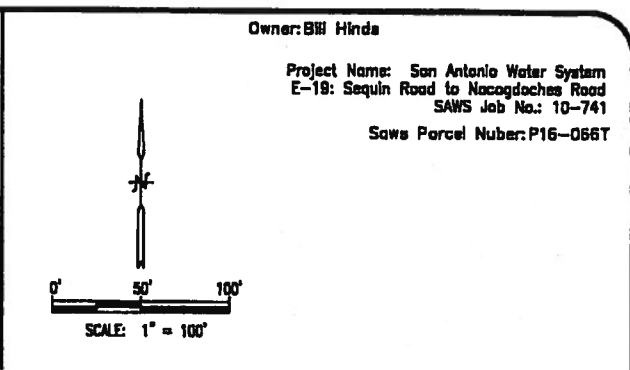 Owner: Bill Hinds
Project Name: San Antonio Water System
E-19: Sequin Road to Nacogdoches Road
SAWS Job No.: 10-741
Saws Parcel Nuber: P16-066T
N
0' 50' 100'
SCALE: 1" = 100'